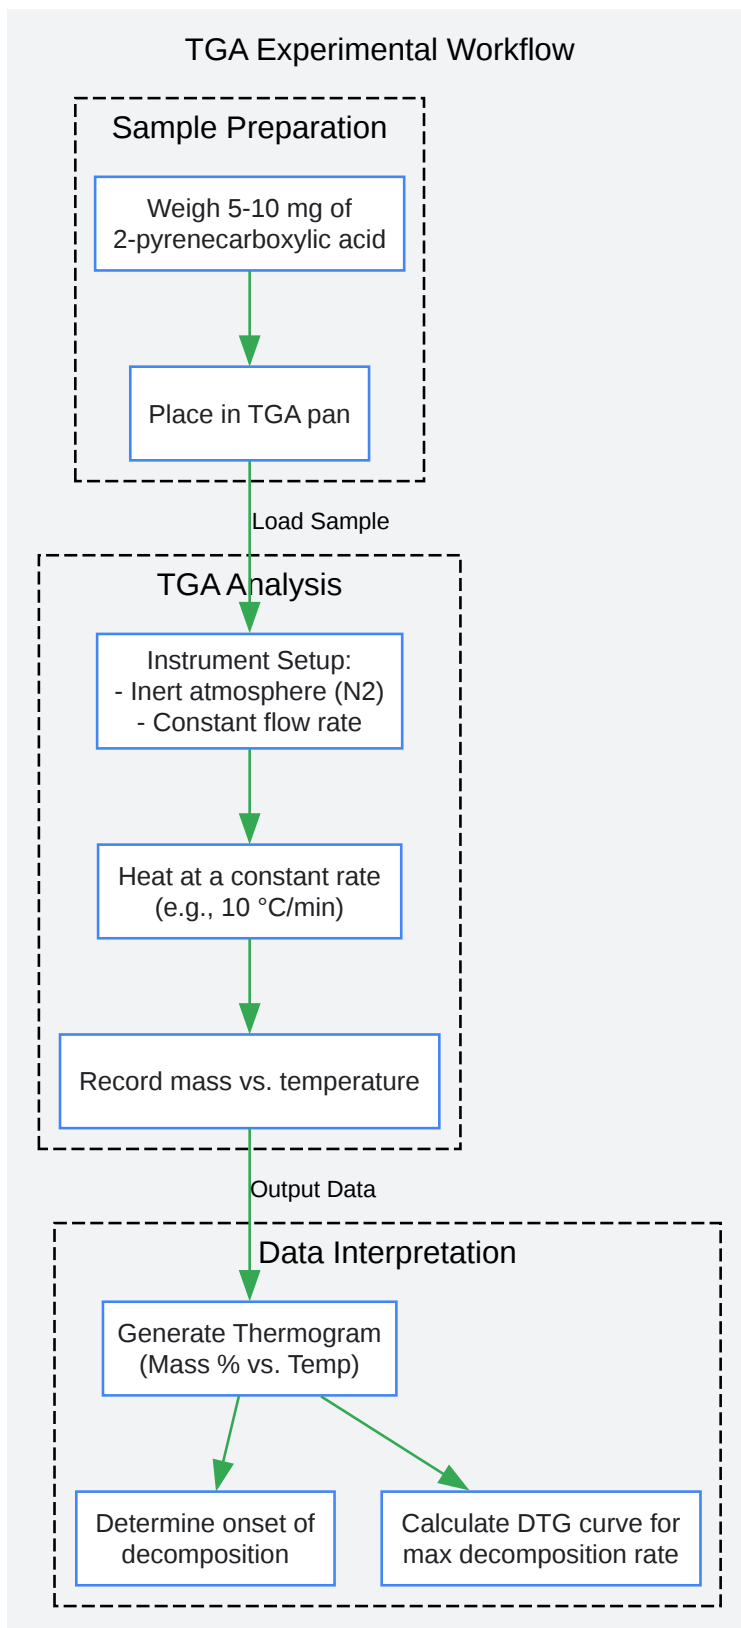 TGA Experimental Workflow
Sample Preparation
Weigh 5-10 mg of
2-pyrenecarboxylic acid
Place in TGA pan
Load Sample
TGA Analysis
Instrument Setup:
- Inert atmosphere (N2)
- Constant flow rate
Heat at a constant rate
(e.g., 10 °C/min)
Record mass vs. temperature
Output Data
Data Interpretation
Generate Thermogram
(Mass % vs. Temp)
Determine onset of
decomposition
Calculate DTG curve for
max decomposition rate